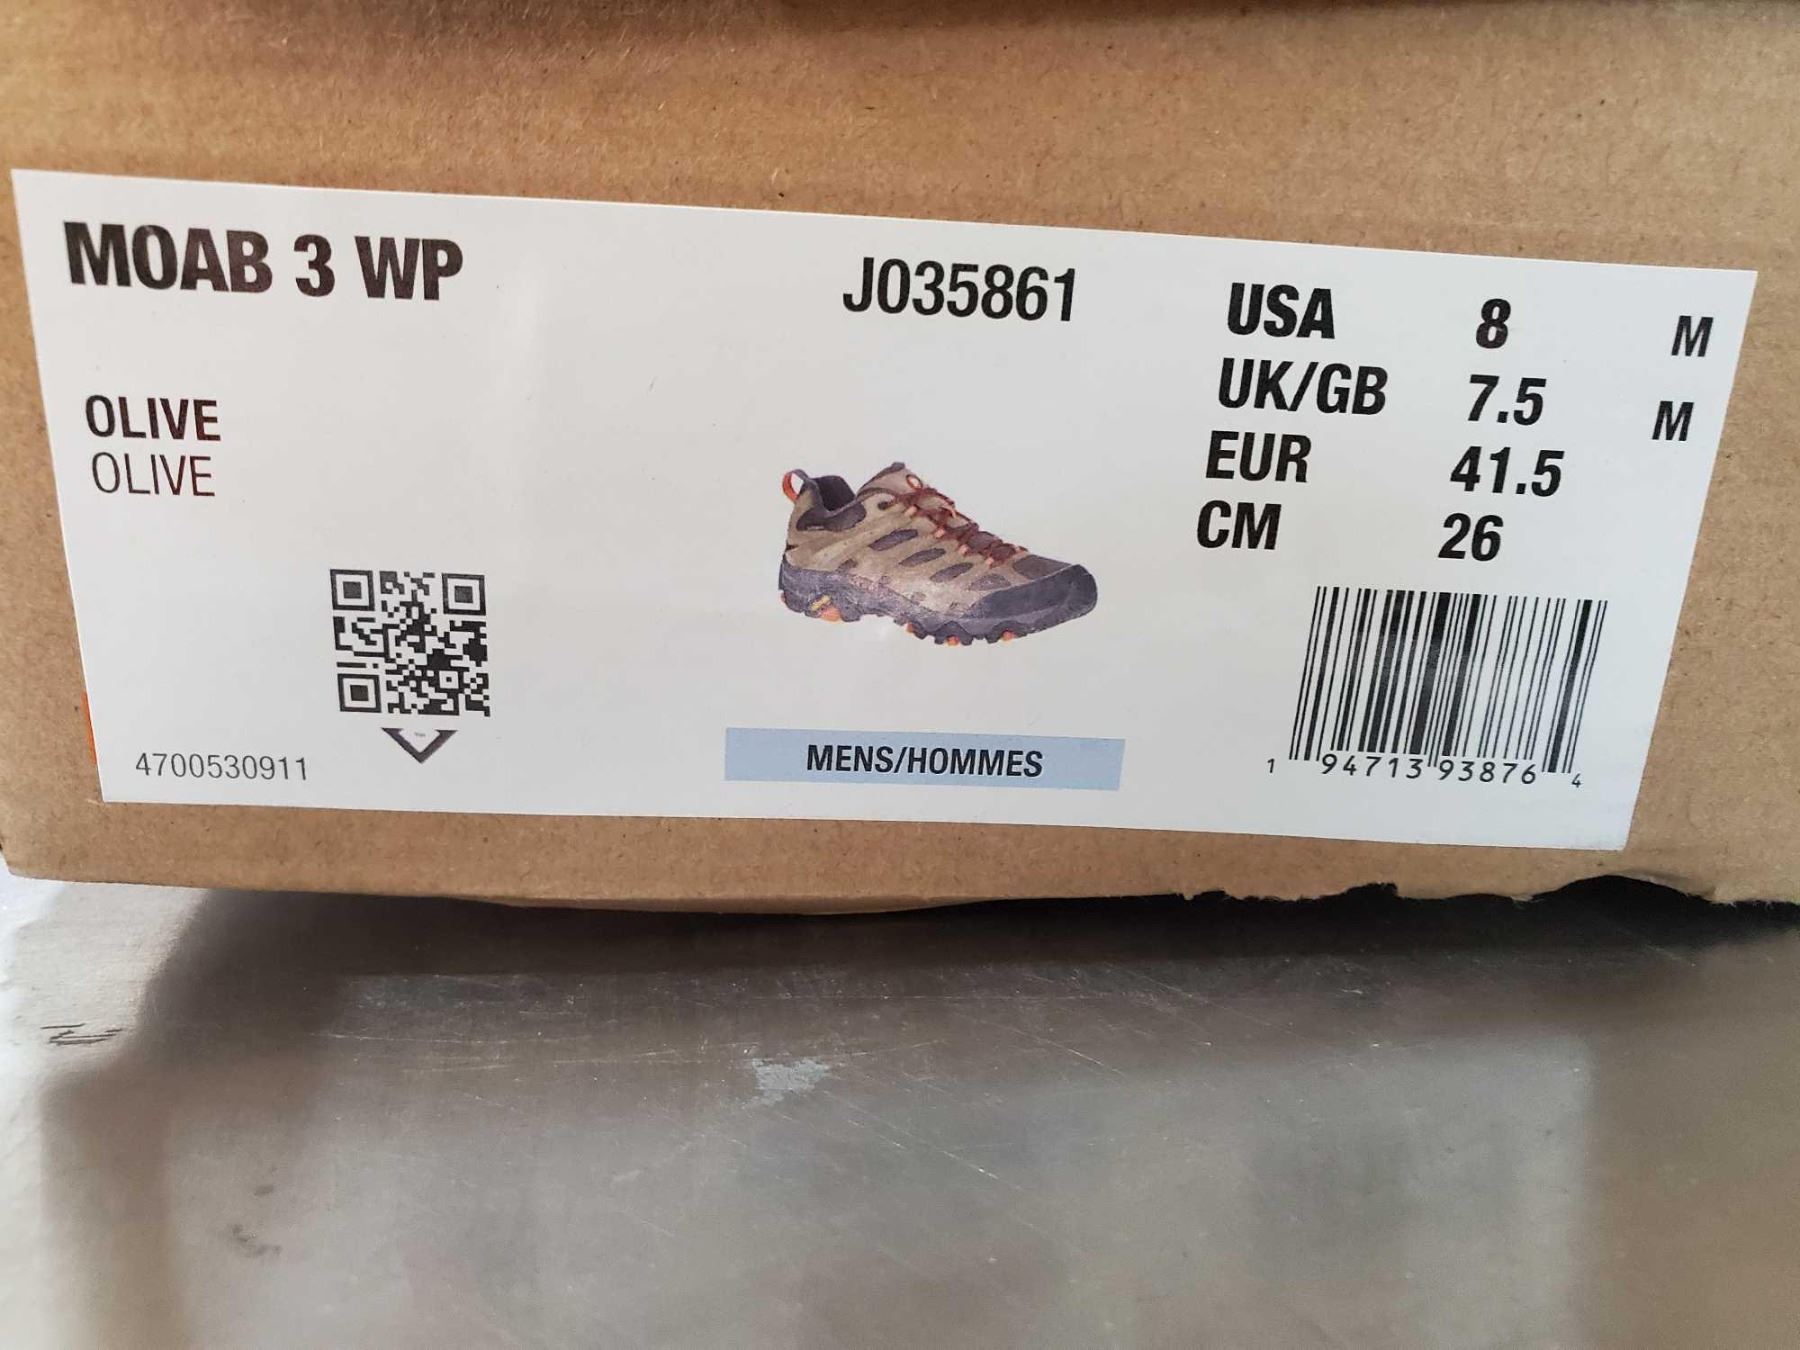 MOAB 3 WP
J035861
OLIVE
OLIVE
USA 8 M
UK/GB 7.5 M
EUR 41.5
CM 26
4700530911
MENS/HOMMES
1 94713 93876 4